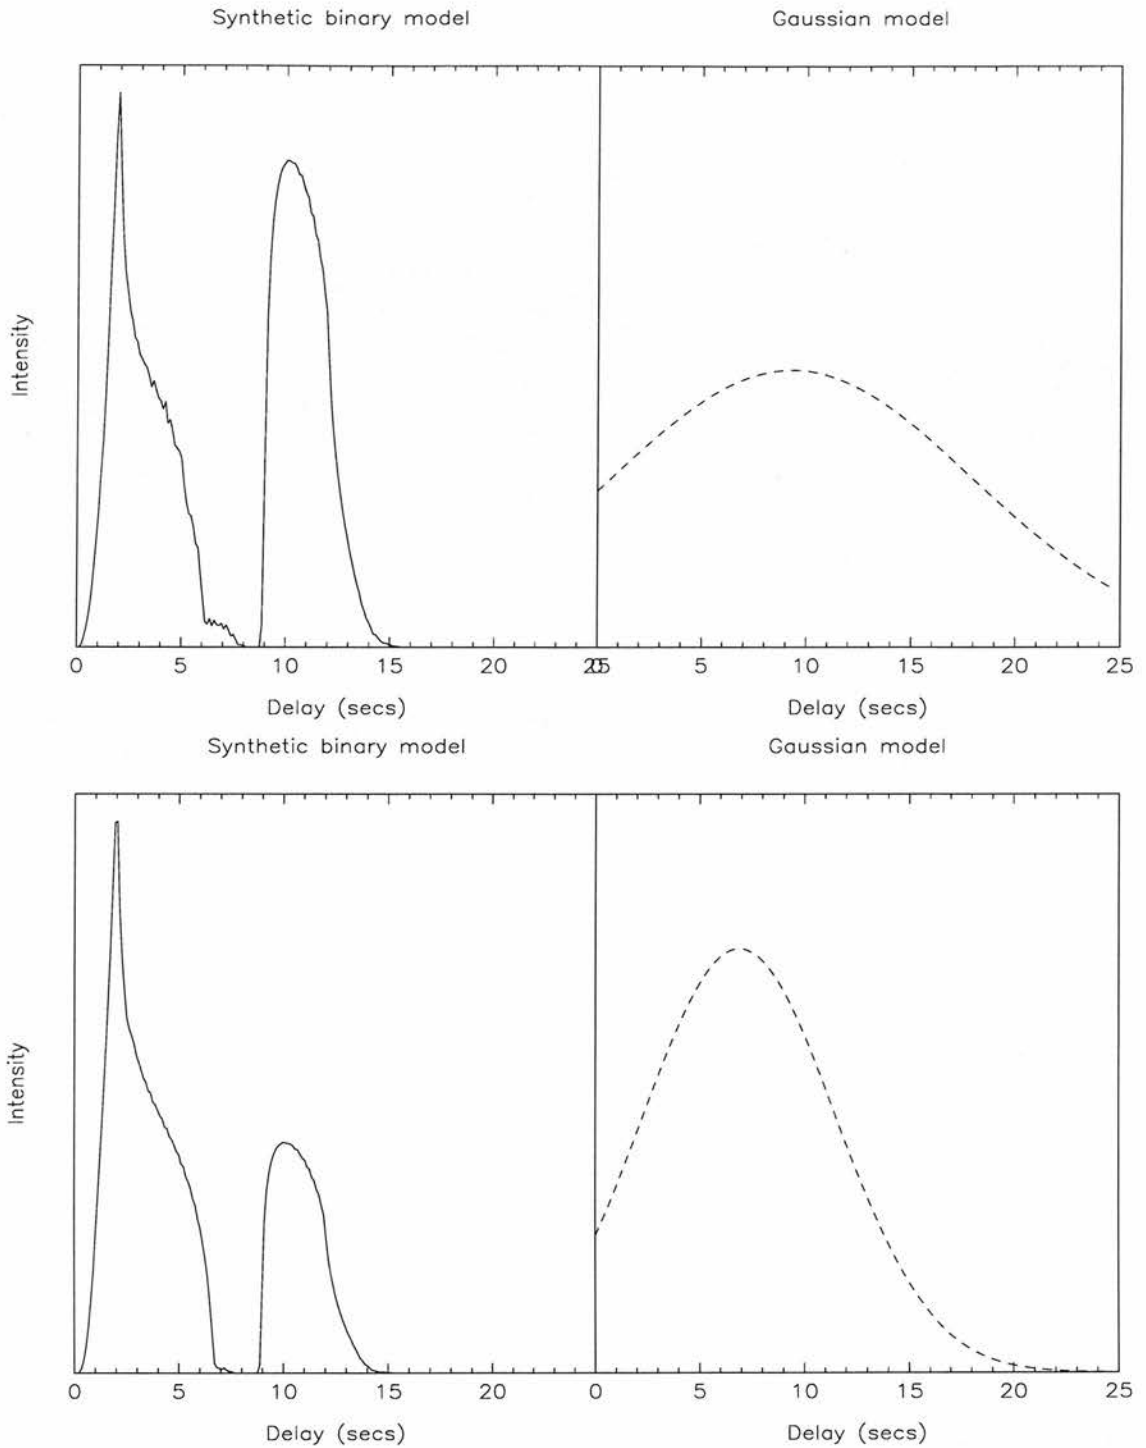 Synthetic binary model
Gaussian model
Intensity
0 5 10 15 20 25
0 5 10 15 20 25
Delay (secs)
Delay (secs)
Synthetic binary model
Gaussian model
Intensity
0 5 10 15 20
0 5 10 15 20 25
Delay (secs)
Delay (secs)